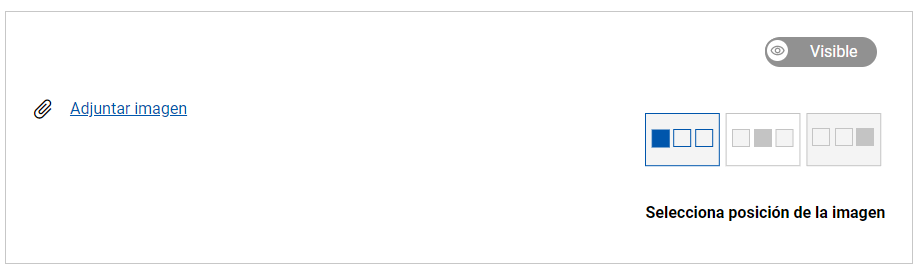 Visible
Adjuntar imagen
Selecciona posición de la imagen